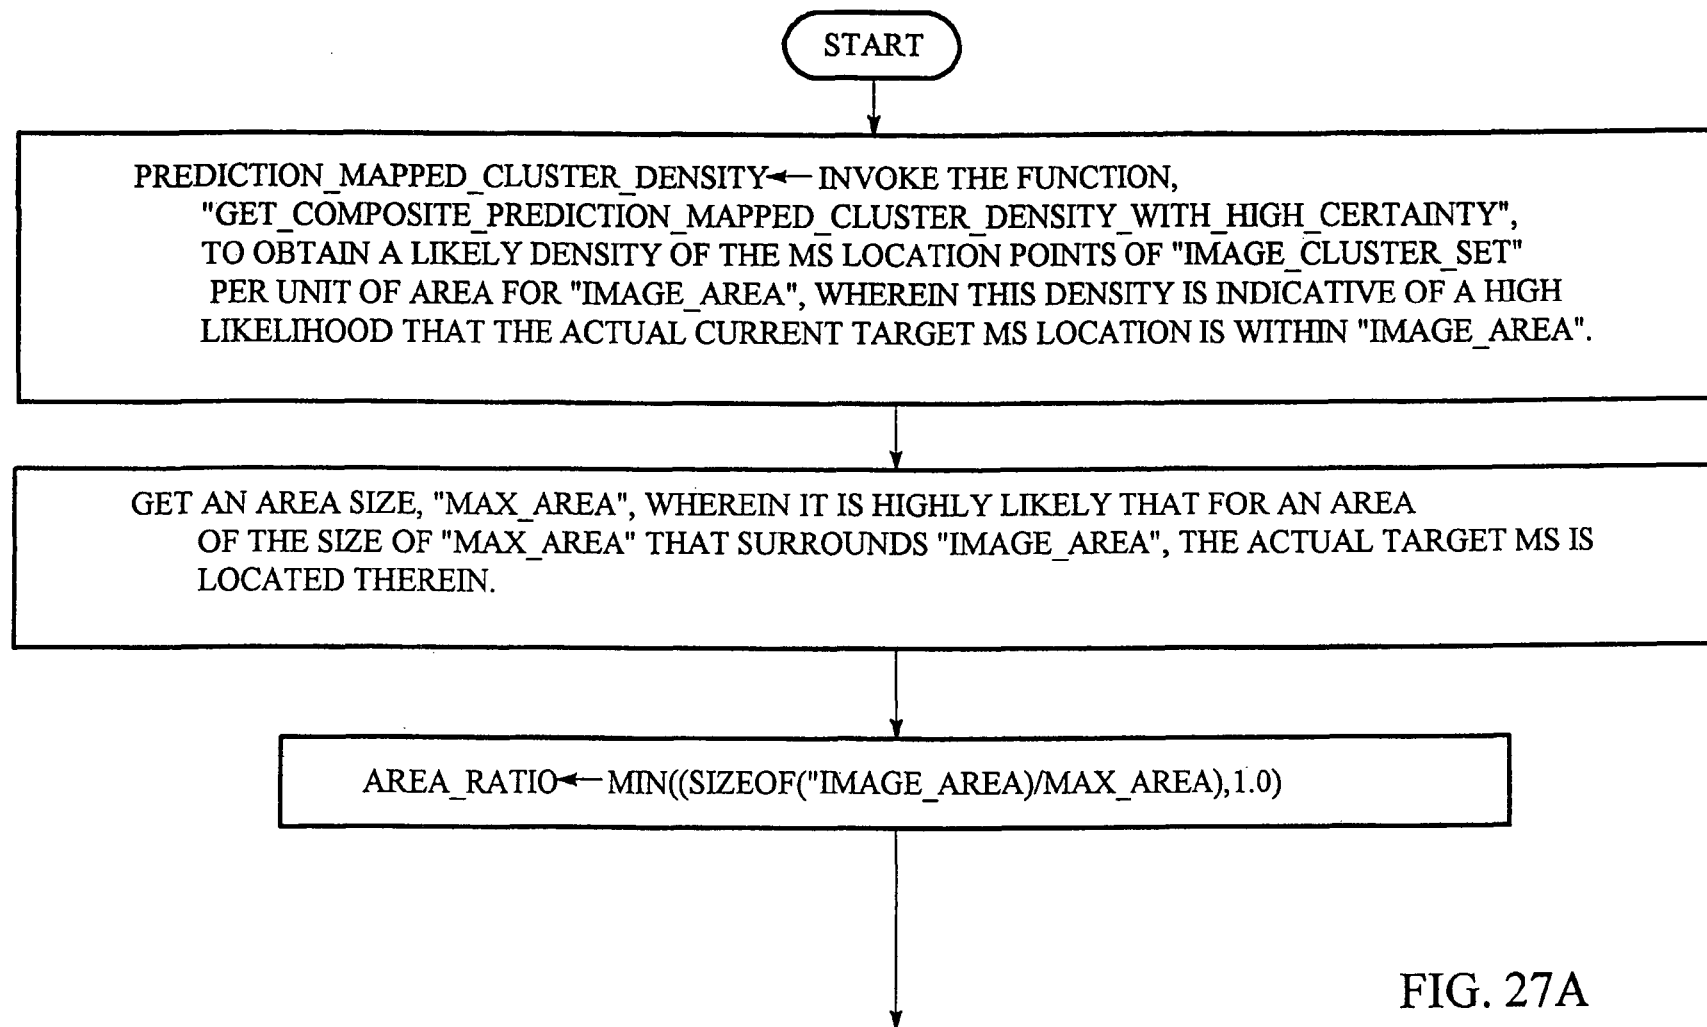 START
PREDICTION_MAPPED_CLUSTER_DENSITY← INVOKE THE FUNCTION,
"GET_COMPOSITE_PREDICTION_MAPPED_CLUSTER_DENSITY_WITH_HIGH_CERTAINTY",
TO OBTAIN A LIKELY DENSITY OF THE MS LOCATION POINTS OF "IMAGE_CLUSTER_SET"
PER UNIT OF AREA FOR "IMAGE_AREA", WHEREIN THIS DENSITY IS INDICATIVE OF A HIGH
LIKELIHOOD THAT THE ACTUAL CURRENT TARGET MS LOCATION IS WITHIN "IMAGE_AREA".
GET AN AREA SIZE, "MAX_AREA", WHEREIN IT IS HIGHLY LIKELY THAT FOR AN AREA
OF THE SIZE OF "MAX_AREA" THAT SURROUNDS "IMAGE_AREA", THE ACTUAL TARGET MS IS
LOCATED THEREIN.
AREA_RATIO← MIN((SIZEOF("IMAGE_AREA)/MAX_AREA),1.0)
FIG. 27A